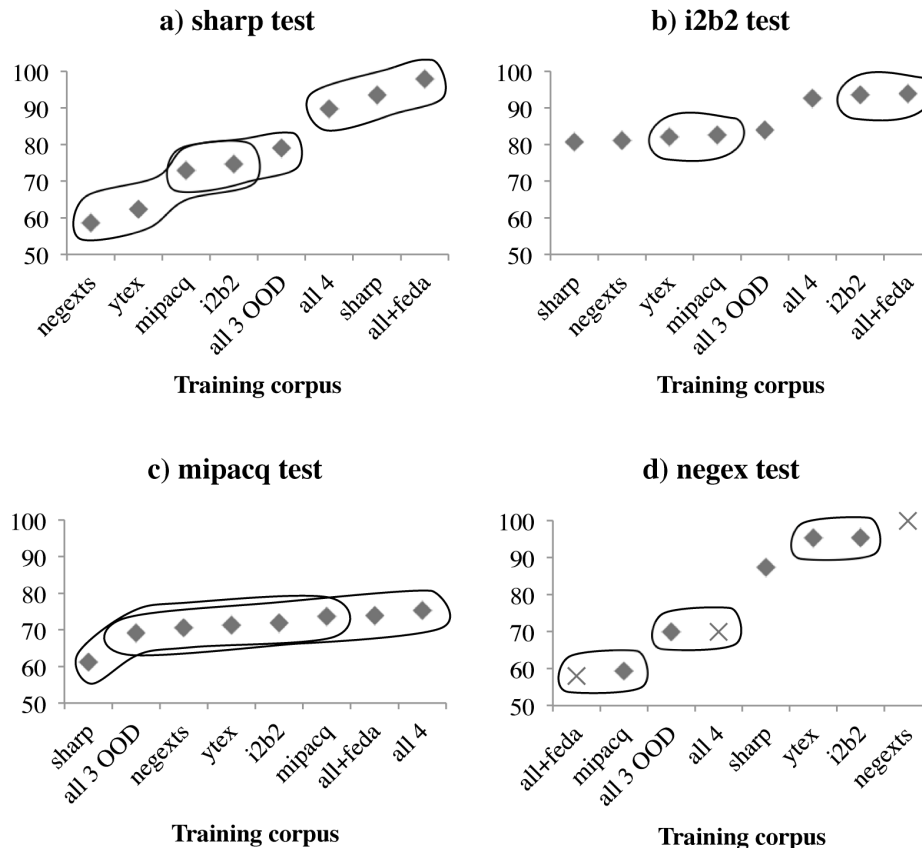 a) sharp test
100
90
80
70
60
50
negexts
ytex
mipacq
i2b2
all 3 OOD
all 4
sharp
all+feda
Training corpus
b) i2b2 test
100
90
80
70
60
50
sharp
negexts
ytex
mipacq
all 3 OOD
all 4
i2b2
all+feda
Training corpus
c) mipacq test
100
90
80
70
60
50
sharp
all 3 OOD
negexts
ytex
i2b2
mipacq
all+feda
all 4
Training corpus
d) negex test
100
90
80
70
60
50
all+feda
mipacq
all 3 OOD
all 4
sharp
ytex
i2b2
negexts
Training corpus